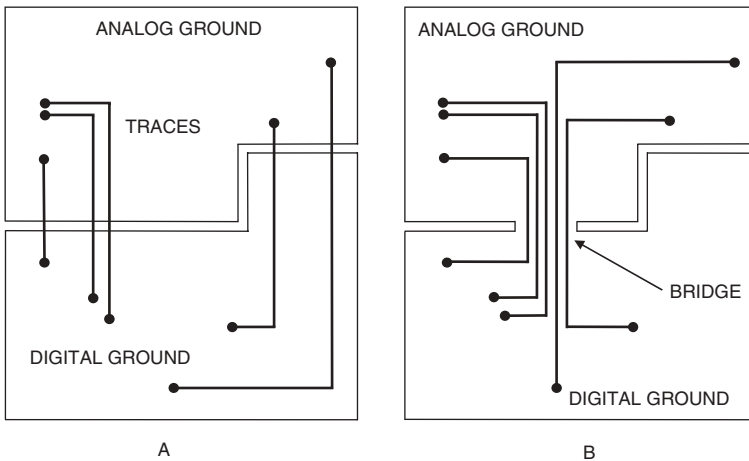 ANALOG GROUND
TRACES
DIGITAL GROUND
A
ANALOG GROUND
BRIDGE
DIGITAL GROUND
B